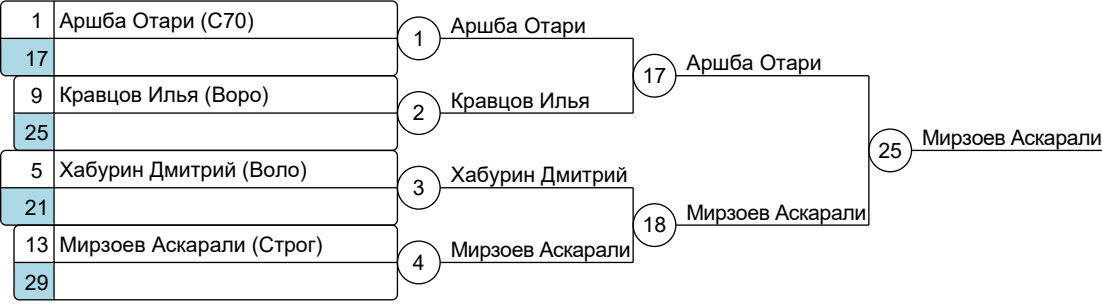 1 Аршба Отари (С70)
17
1
Аршба Отари
9 Кравцов Илья (Воро)
25
2
Кравцов Илья
17
Аршба Отари
5 Хабурин Дмитрий (Воло)
21
3
Хабурин Дмитрий
13 Мирзоев Аскарали (Строг)
29
4
Мирзоев Аскарали
18
Мирзоев Аскарали
25
Мирзоев Аскарали